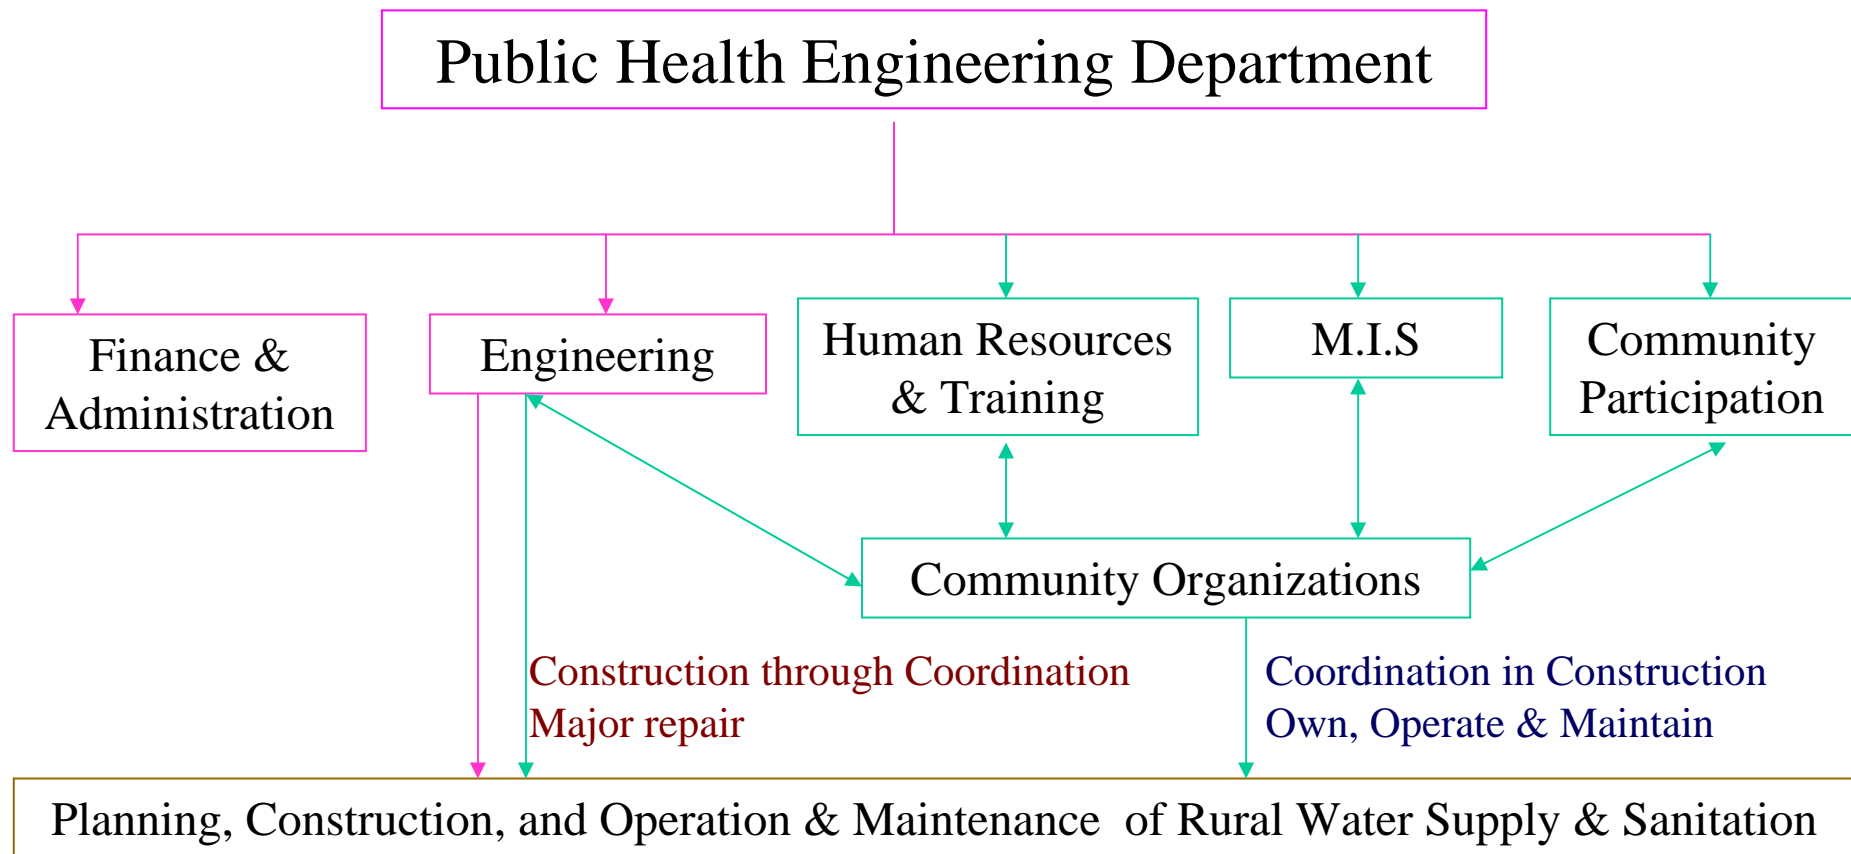 Public Health Engineering Department
Finance &
Administration
Engineering
Human Resources
& Training
M.I.S
Community
Participation
Community Organizations
Construction through Coordination
Major repair
Coordination in Construction
Own, Operate & Maintain
Planning, Construction, and Operation & Maintenance of Rural Water Supply & Sanitation